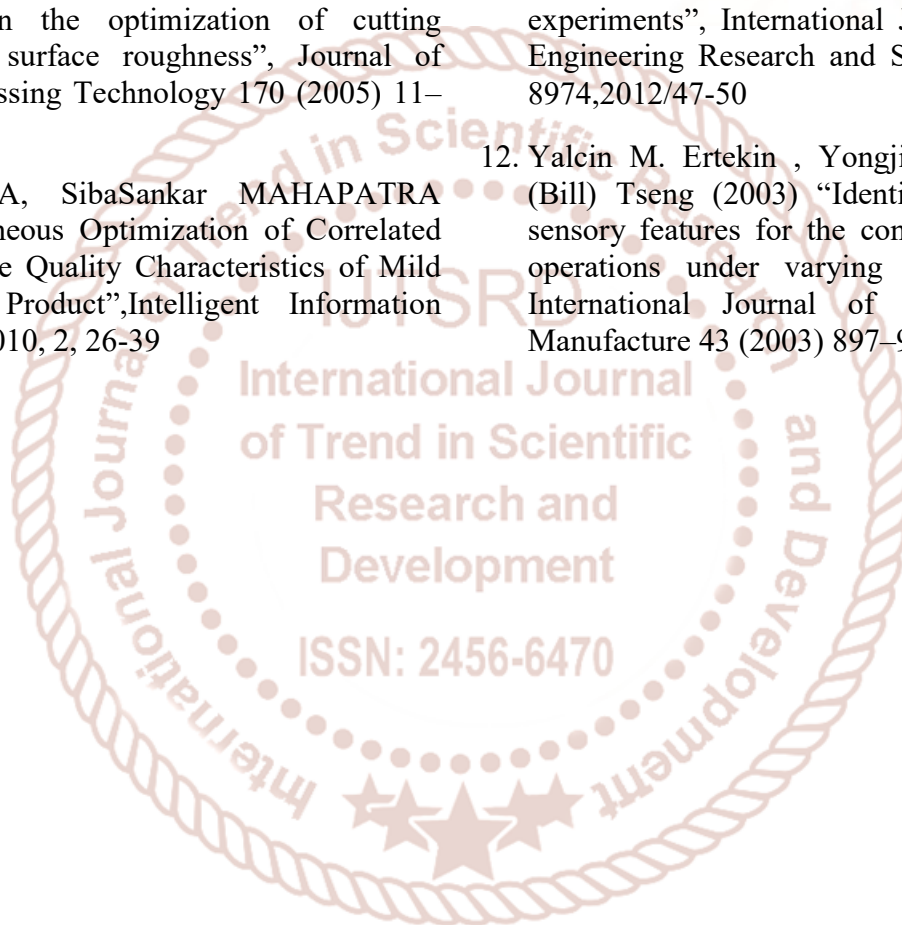 n the optimization of cutting
surface roughness”, Journal of
ssing Technology 170 (2005) 11–
A, SibaSankar MAHAPATRA
neous Optimization of Correlated
e Quality Characteristics of Mild
Product”,Intelligent Information
010, 2, 26-39
experiments”, International J
Engineering Research and S
8974,2012/47-50
12. Yalcin M. Ertekin , Yongji
(Bill) Tseng (2003) “Identi
sensory features for the con
operations under varying
International Journal of
Manufacture 43 (2003) 897–9
International Journal of Trend in Scientific Research and Development
IJTSRD
International Journal
of Trend in Scientific
Research and
Development
ISSN: 2456-6470